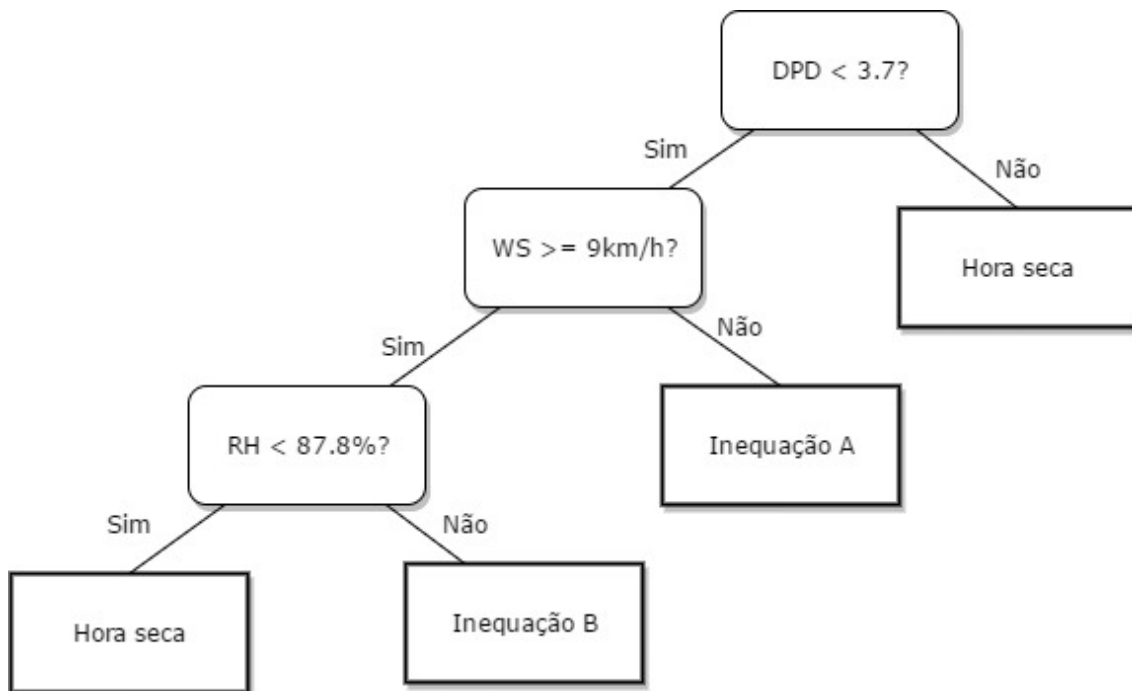 DPD < 3.7?
Sim
Não
WS >= 9km/h?
Hora seca
Sim
Não
RH < 87.8%?
Inequação A
Sim
Não
Hora seca
Inequação B